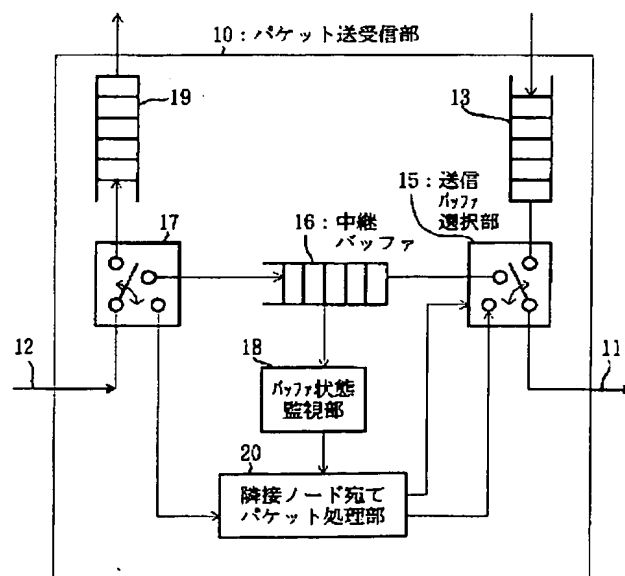 10：パケット送受信部
19
13
15：送信
バッファ
選択部
17
16：中継
バッファ
12
18
11
バッファ状態
監視部
20
隣接ノード宛て
パケット処理部